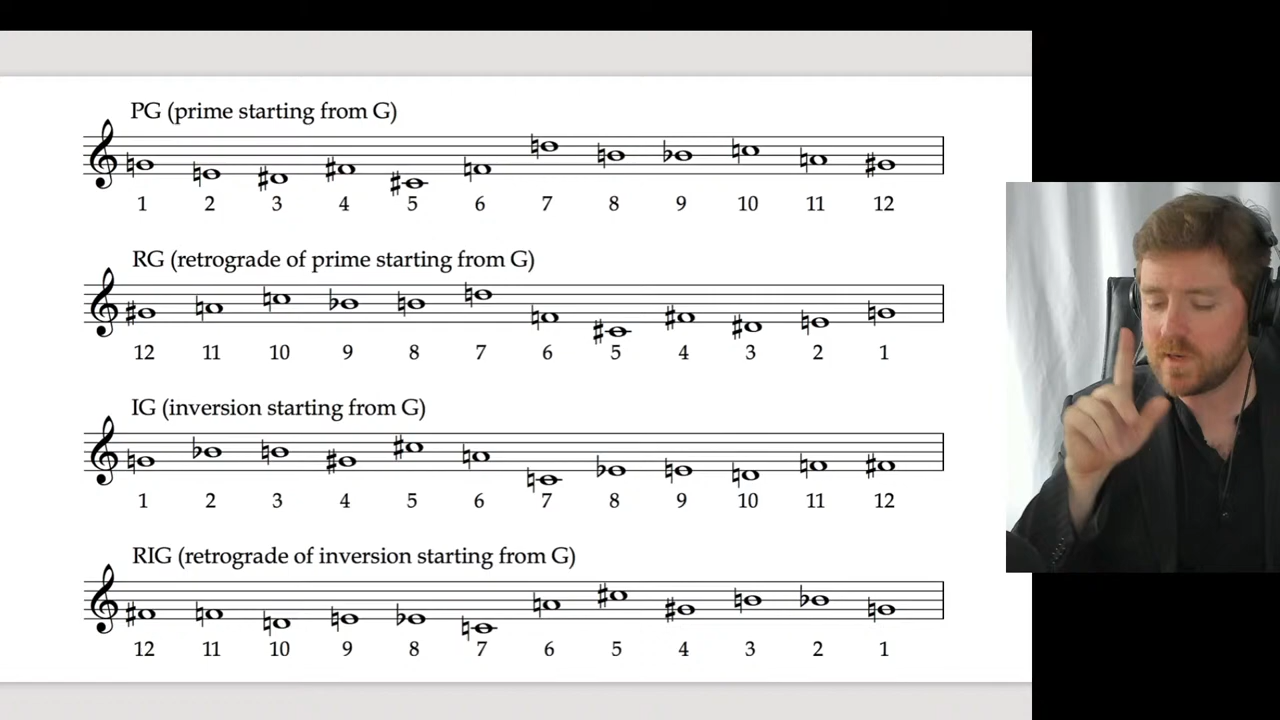 PG (prime starting from G)
1 2 3 4 5 6 7 8 9 10 11 12
RG (retrograde of prime starting from G)
12 11 10 9 8 7 6 5 4 3 2 1
IG (inversion starting from G)
1 2 3 4 5 6 7 8 9 10 11 12
RIG (retrograde of inversion starting from G)
12 11 10 9 8 7 6 5 4 3 2 1